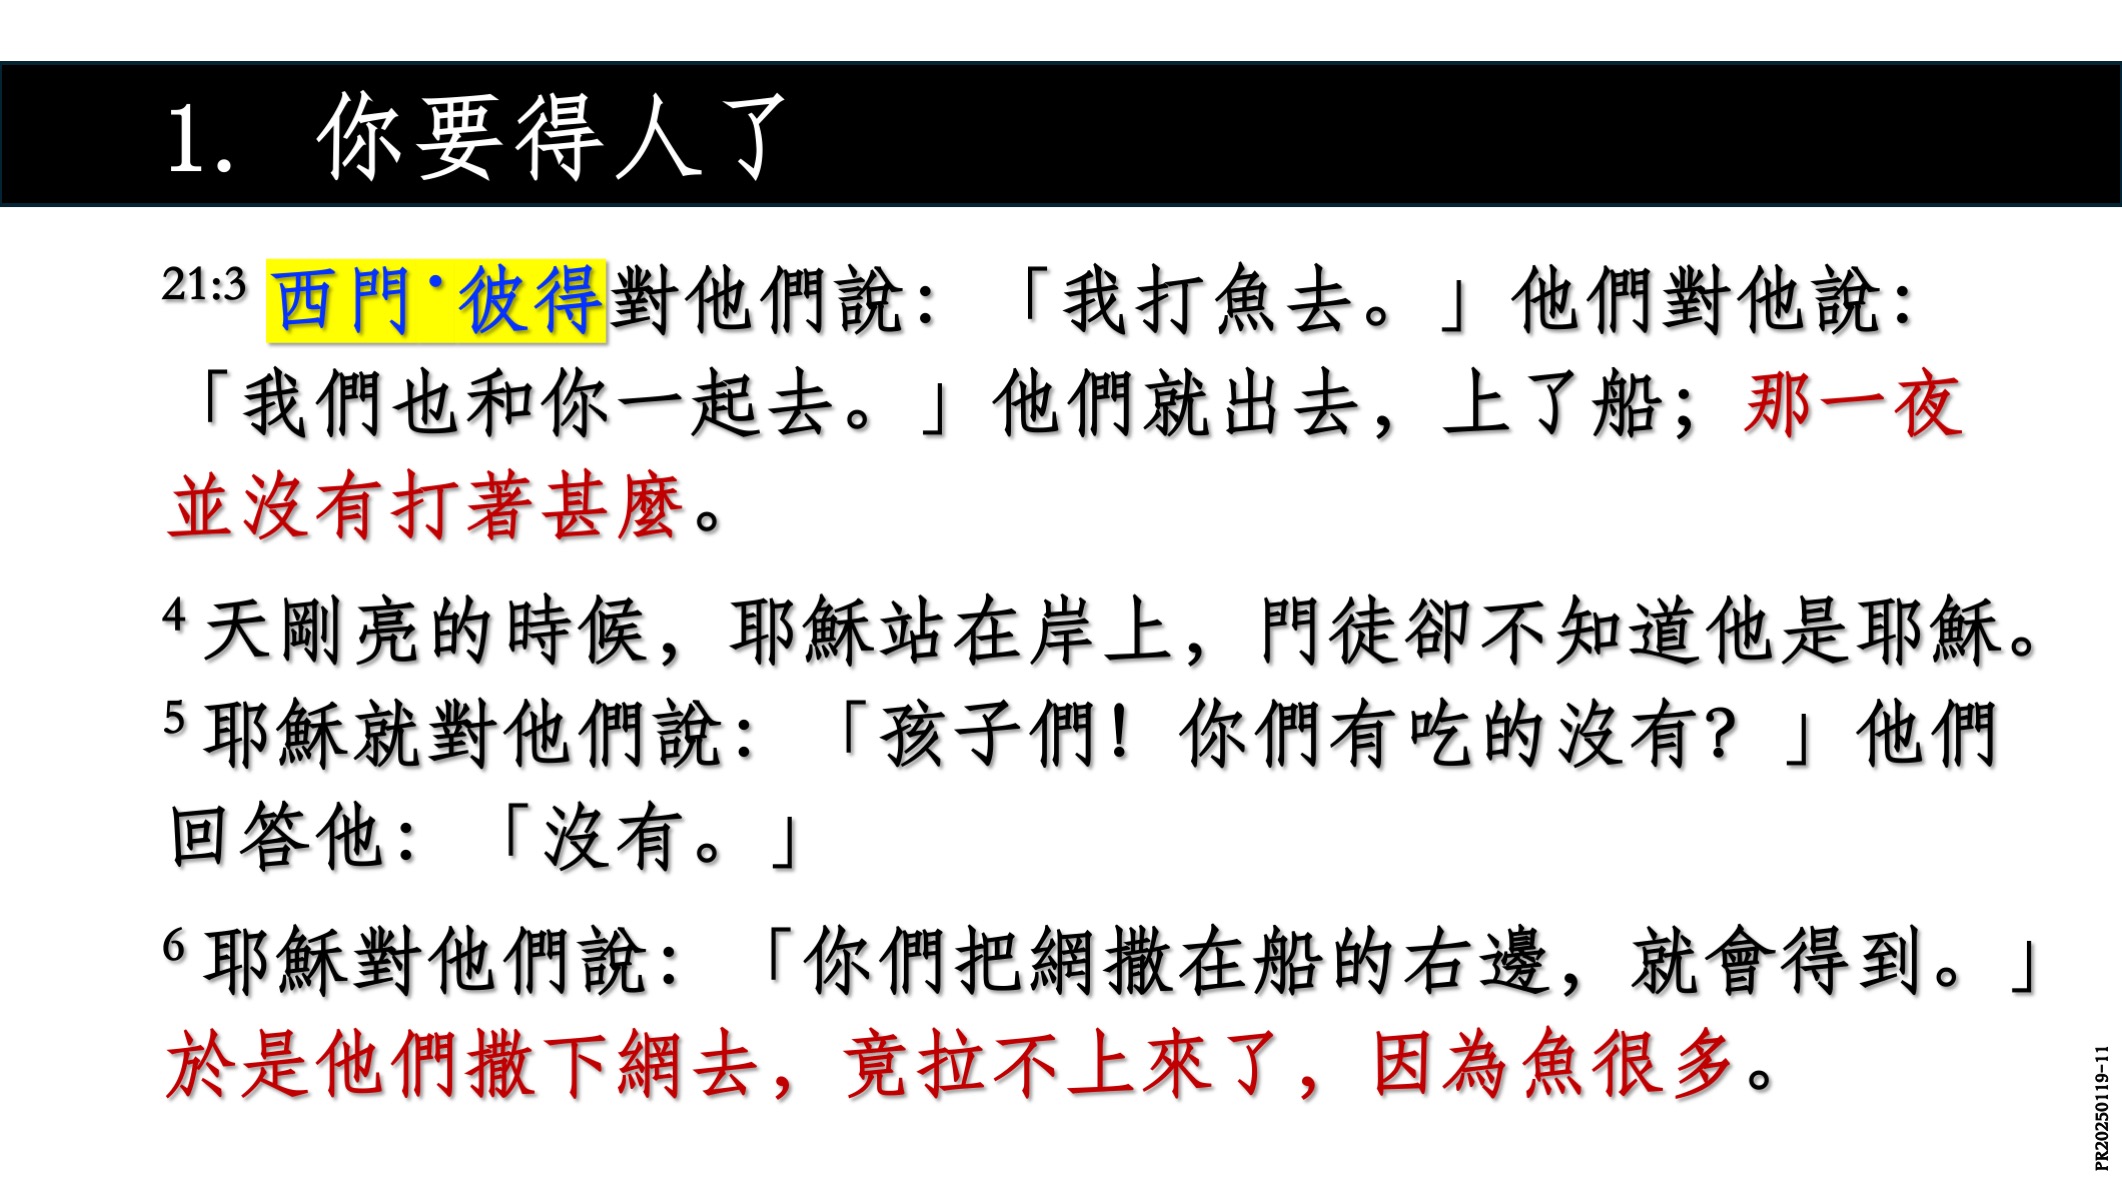 1. 你要得人了
21:3 西門·彼得對他們說：「我打魚去。」他們對他說：
「我們也和你一起去。」他們就出去，上了船；那一夜
並沒有打著甚麼。
4 天剛亮的時候，耶穌站在岸上，門徒卻不知道他是耶穌。
5 耶穌就對他們說：「孩子們！你們有吃的沒有？」他們
回答他：「沒有。」
6 耶穌對他們說：「你們把網撒在船的右邊，就會得到。」
於是他們撒下網去，竟拉不上來了，因為魚很多。
PR20250119-11